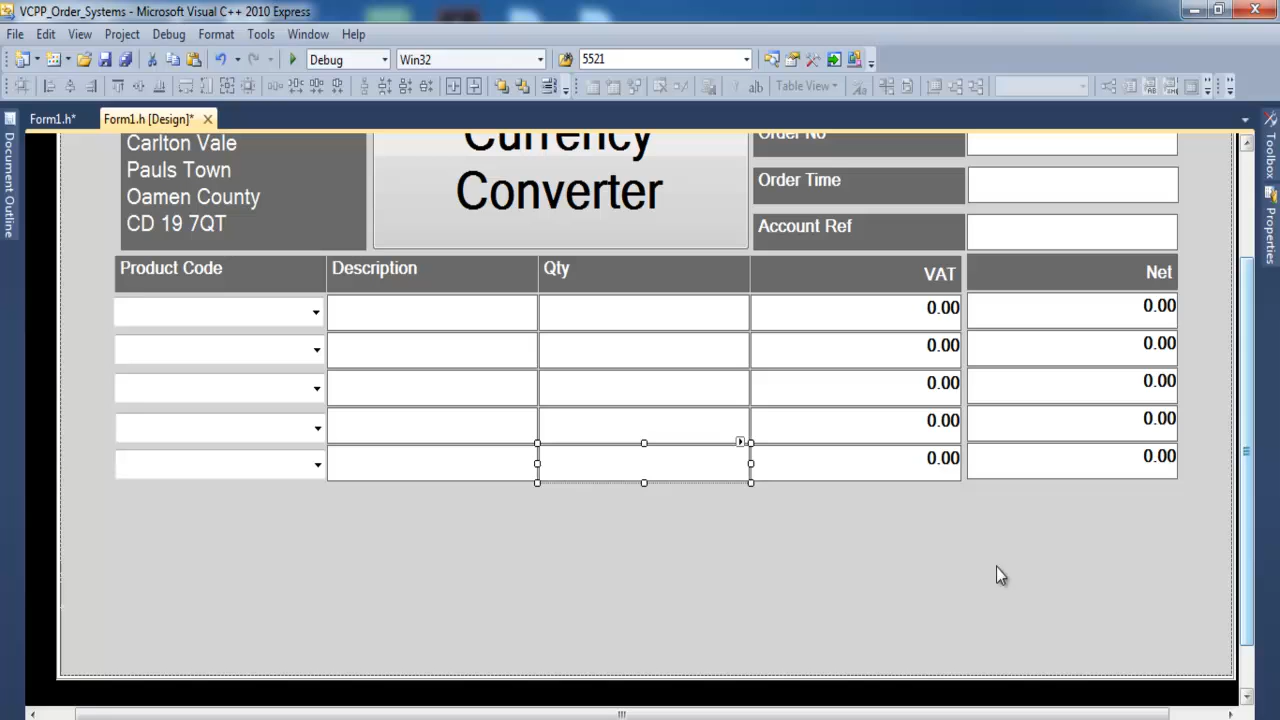 VCPP_Order_Systems - Microsoft Visual C++ 2010 Express
File Edit View Project Debug Format Tools Window Help
Debug Win32 5521
Table View
Form1.h* Form1.h [Design]*
Document Outline
Toolbox
Properties
Carlton Vale
Pauls Town
Oamen County
CD 19 7QT
Currency
Converter
Order No
Order Time
Account Ref
Product Code Description Qty VAT Net
0.00 0.00
0.00 0.00
0.00 0.00
0.00 0.00
0.00 0.00